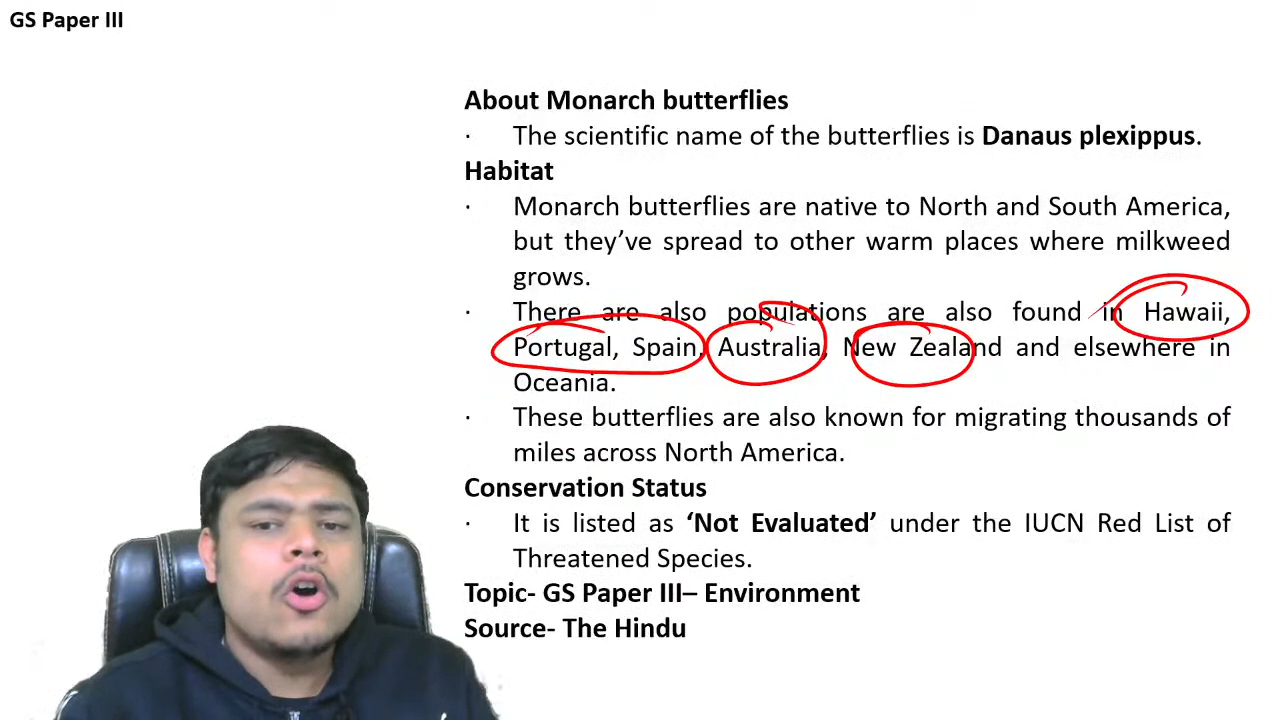 GS Paper III
About Monarch butterflies
· The scientific name of the butterflies is Danaus plexippus.
Habitat
· Monarch butterflies are native to North and South America,
but they’ve spread to other warm places where milkweed
grows.
· There are also populations are also found in Hawaii,
Portugal, Spain, Australia, New Zealand and elsewhere in
Oceania.
· These butterflies are also known for migrating thousands of
miles across North America.
Conservation Status
· It is listed as ‘Not Evaluated’ under the IUCN Red List of
Threatened Species.
Topic- GS Paper III– Environment
Source- The Hindu